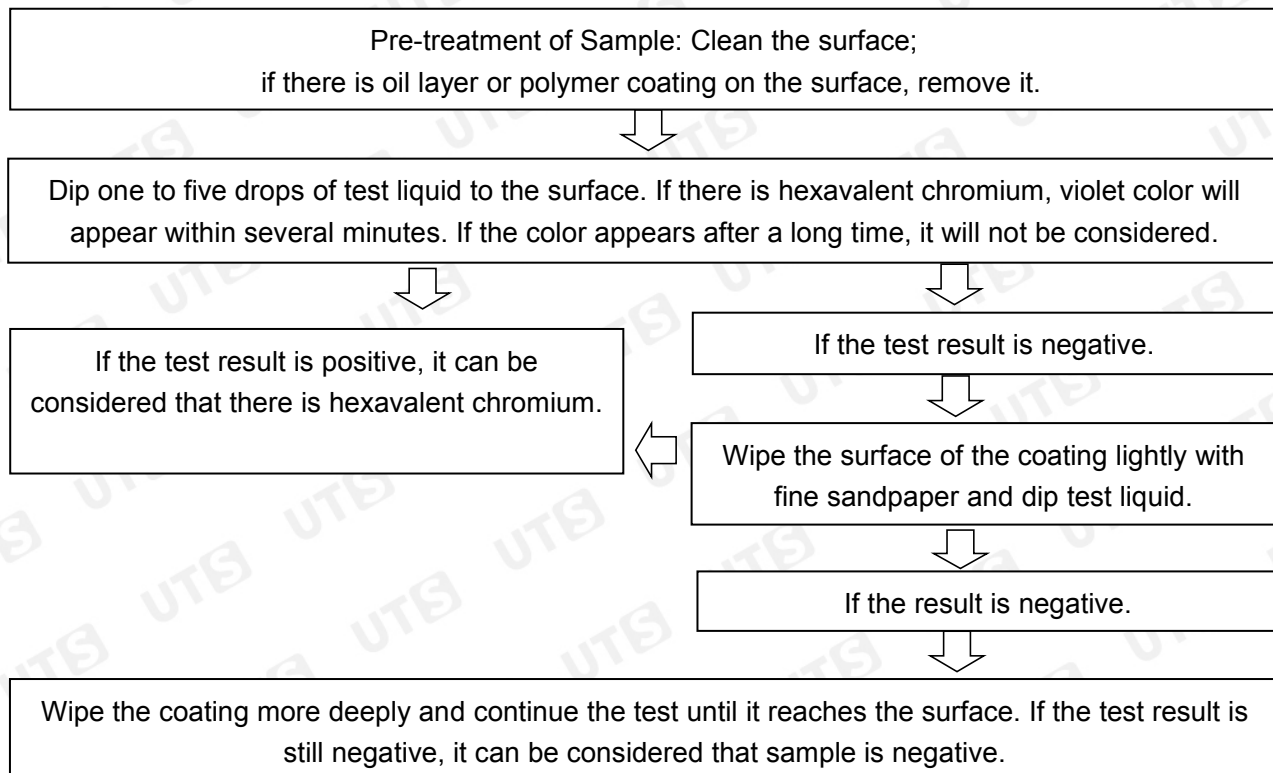 Pre-treatment of Sample: Clean the surface;
if there is oil layer or polymer coating on the surface, remove it.
Dip one to five drops of test liquid to the surface. If there is hexavalent chromium, violet color will
appear within several minutes. If the color appears after a long time, it will not be considered.
If the test result is positive, it can be
considered that there is hexavalent chromium.
If the test result is negative.
Wipe the surface of the coating lightly with
fine sandpaper and dip test liquid.
If the result is negative.
Wipe the coating more deeply and continue the test until it reaches the surface. If the test result is
still negative, it can be considered that sample is negative.